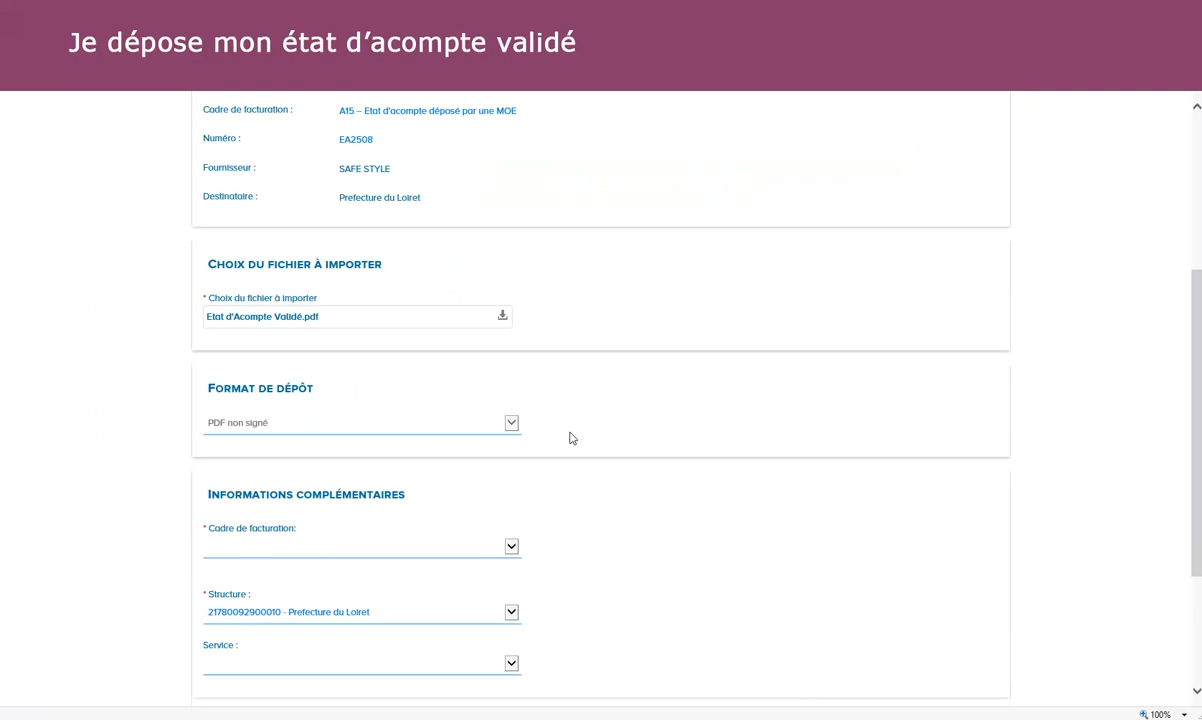 Je dépose mon état d’acompte validé
Cadre de facturation : A15 – Etat d'acompte déposé par une MOE
Numéro : EA2508
Fournisseur : SAFE STYLE
Destinataire : Prefecture du Loiret
CHOIX DU FICHIER À IMPORTER
* Choix du fichier à importer
Etat d'Acompte Validé.pdf
FORMAT DE DÉPÔT
PDF non signé
INFORMATIONS COMPLÉMENTAIRES
* Cadre de facturation:
* Structure :
21780092900010 - Prefecture du Loiret
Service :
100%